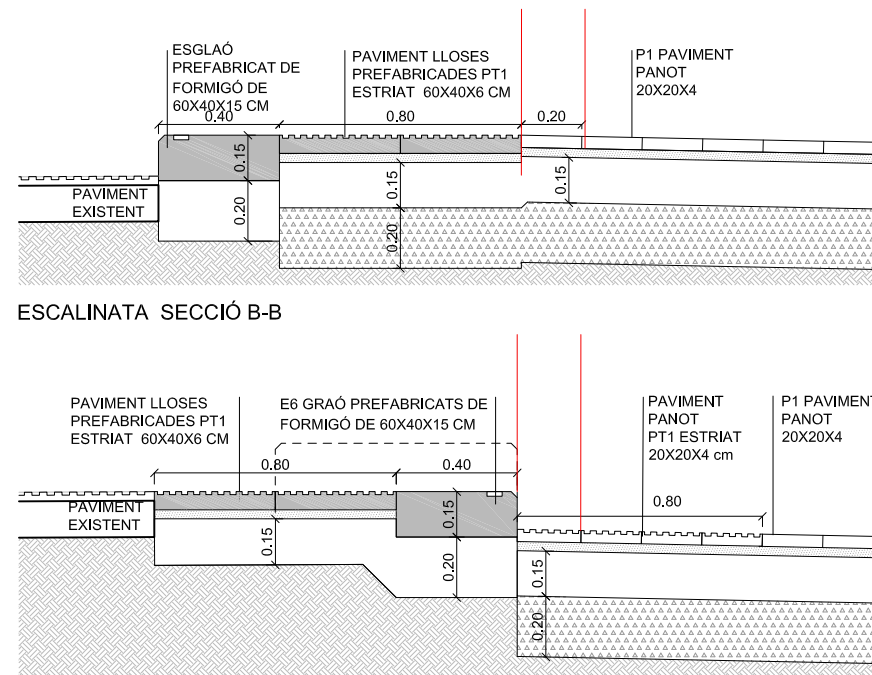 ESGLAÓ
PREFABRICAT DE
FORMIGÓ DE
60X40X15 CM
PAVIMENT LLOSES
PREFABRICADES PT1
ESTRIAT 60X40X6 CM
P1 PAVIMENT
PANOT
20X20X4
0.40
0.80
0.20
0.15
0.20
0.15
0.20
0.15
PAVIMENT
EXISTENT
ESCALINATA SECCIÓ B-B
PAVIMENT LLOSES
PREFABRICADES PT1
ESTRIAT 60X40X6 CM
E6 GRAÓ PREFABRICATS DE
FORMIGÓ DE 60X40X15 CM
PAVIMENT
PANOT
PT1 ESTRIAT
20X20X4 cm
P1 PAVIMENT
PANOT
20X20X4
0.80
0.40
0.80
PAVIMENT
EXISTENT
0.15
0.15
0.20
0.15
0.20